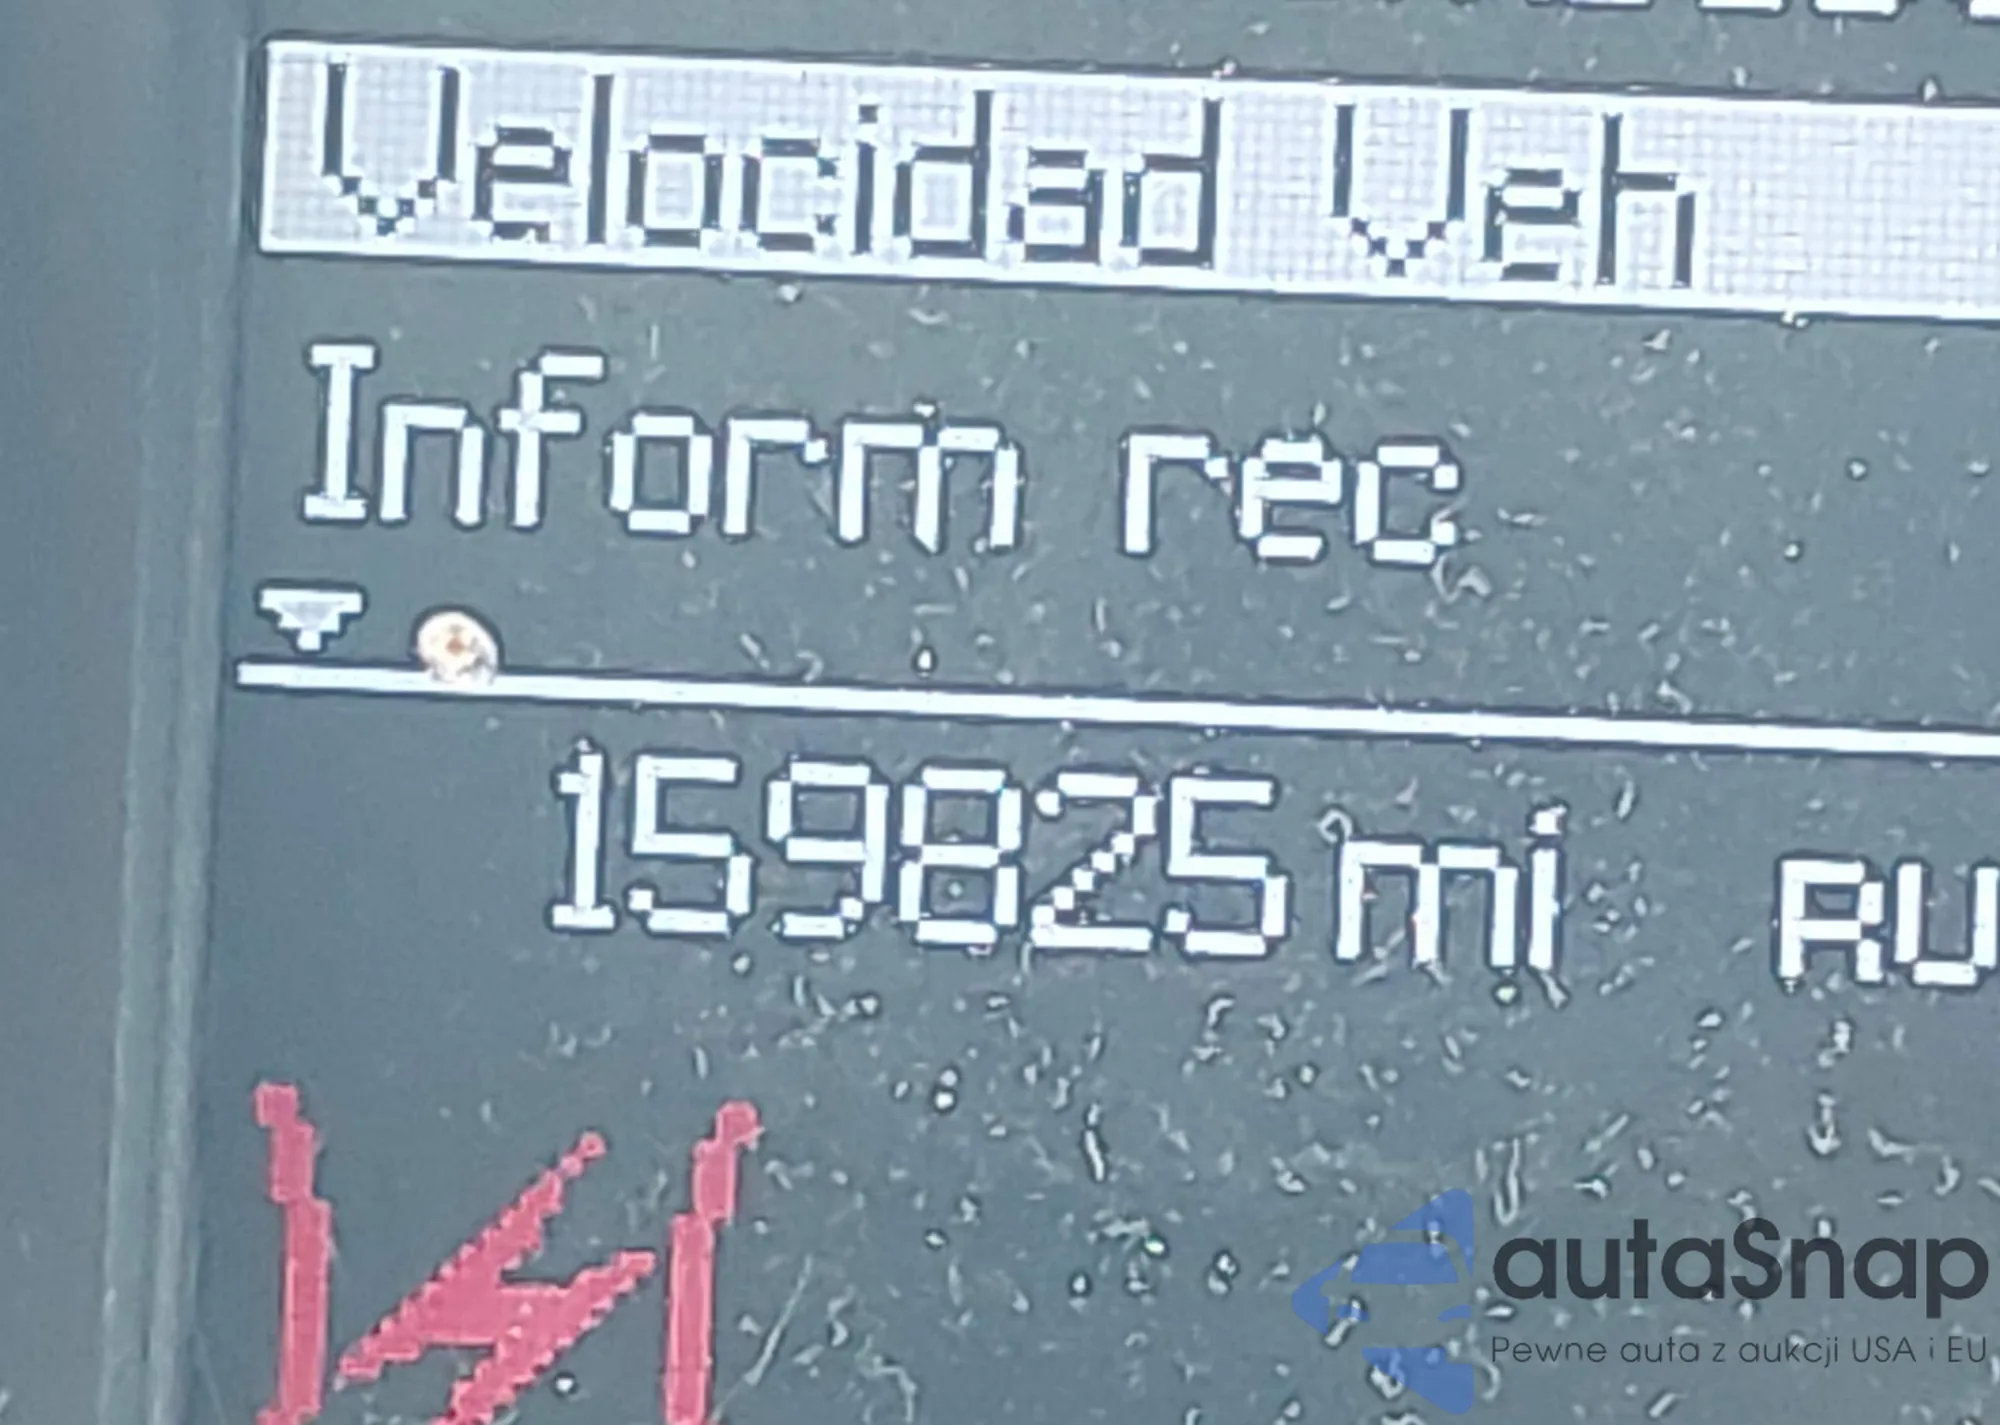 Velocidad Veh
Inform rec
159825 mi
autaSnap
Pewne auta z aukcji USA i EU